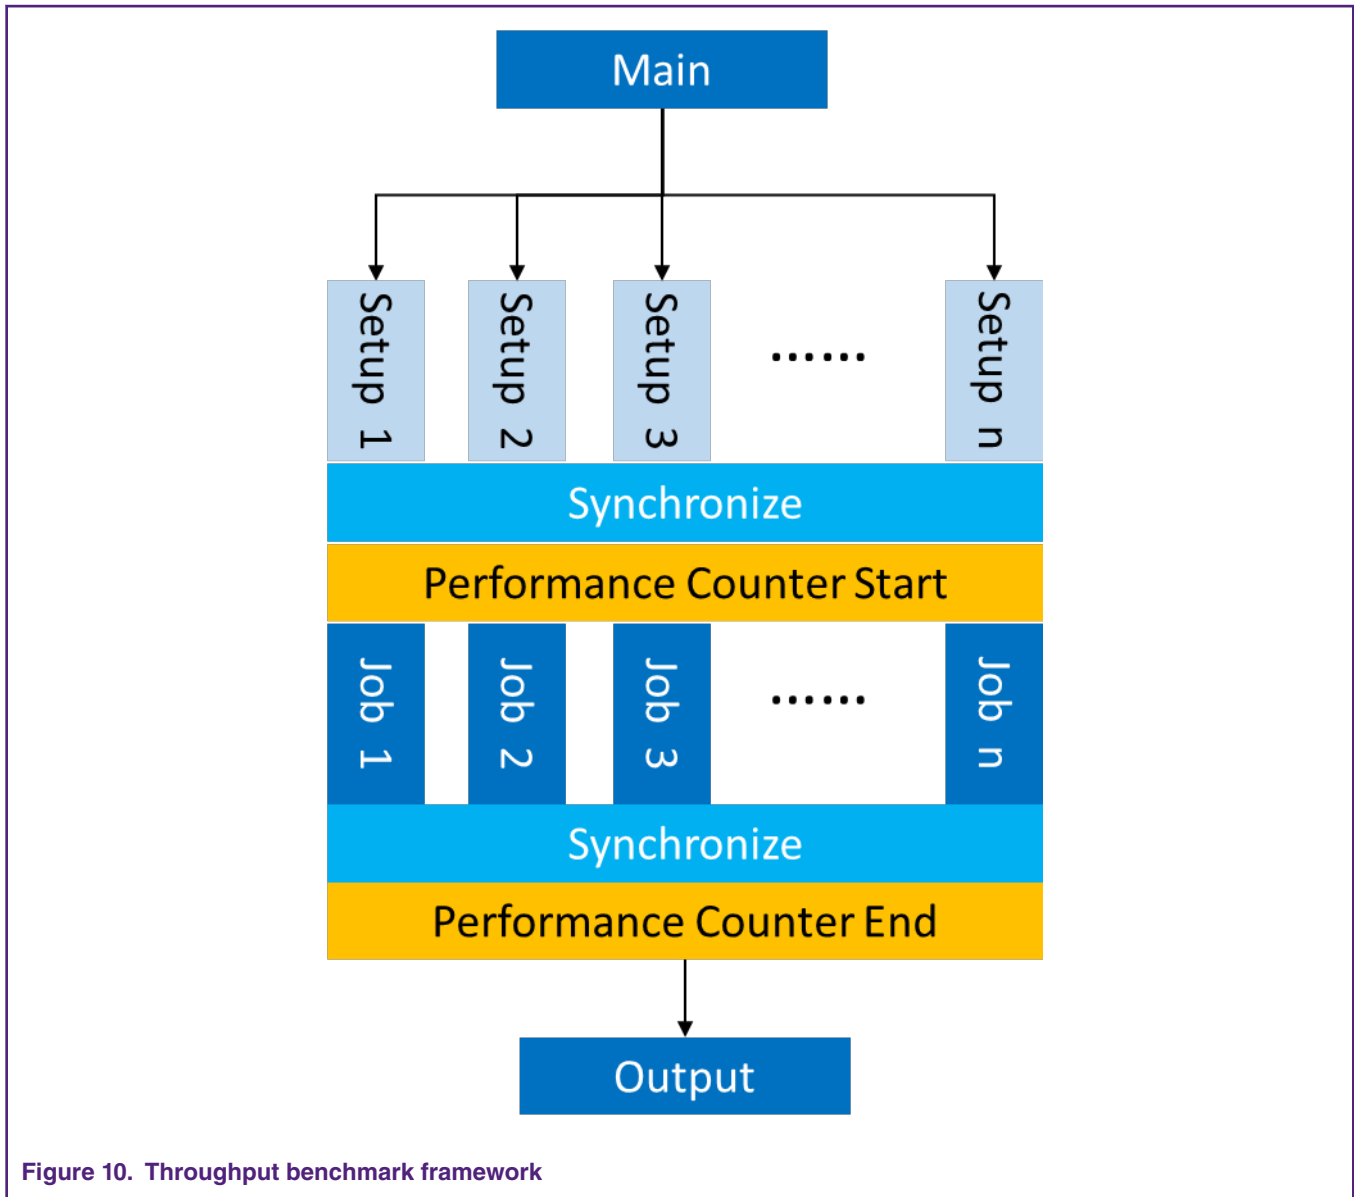 Main
Setup 1
Setup 2
Setup 3
......
Setup n
Synchronize
Performance Counter Start
Job 1
Job 2
Job 3
......
Job n
Synchronize
Performance Counter End
Output
Figure 10. Throughput benchmark framework